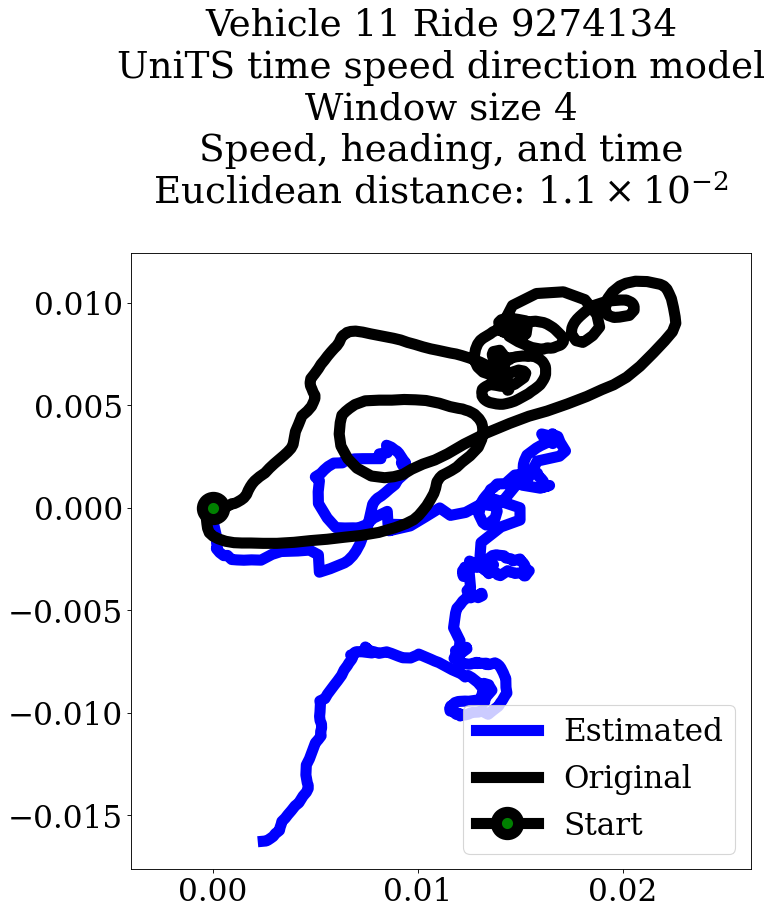 Vehicle 11 Ride 9274134
UniTS time speed direction model
Window size 4
Speed, heading, and time
Euclidean distance: 1.1 × 10⁻²
0.010
0.005
0.000
−0.005
−0.010
−0.015
Estimated
Original
Start
0.00 0.01 0.02